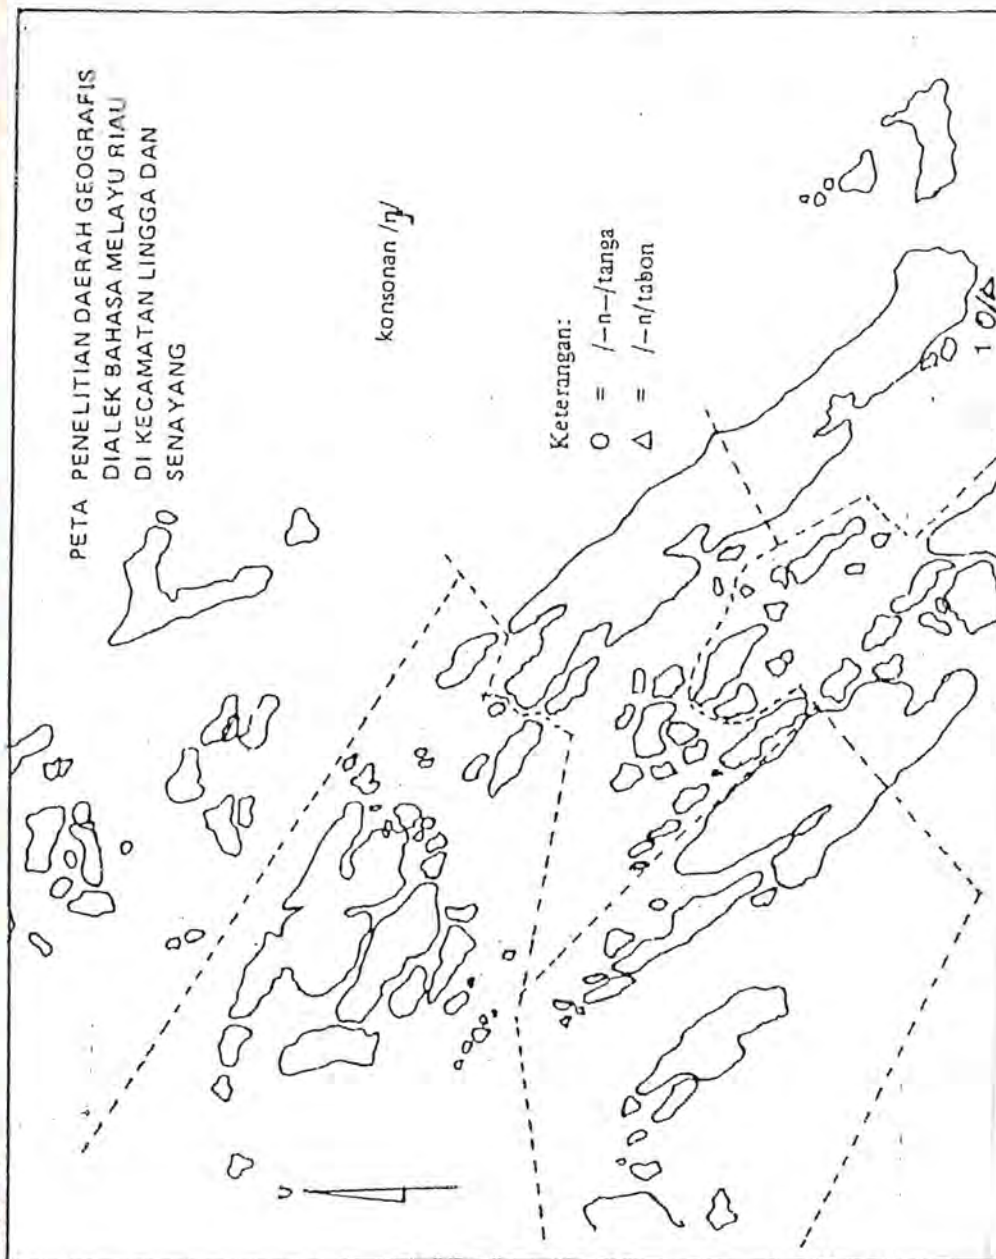 PETA PENELITIAN DAERAH GEOGRAFIS
DIALEK BAHASA MELAYU RIAU
DI KECAMATAN LINGGA DAN
SENAYANG
konsonan /ŋ/
Keterangan:
O = /-n-/tanga
△ = /-n/tabon
1 O/△